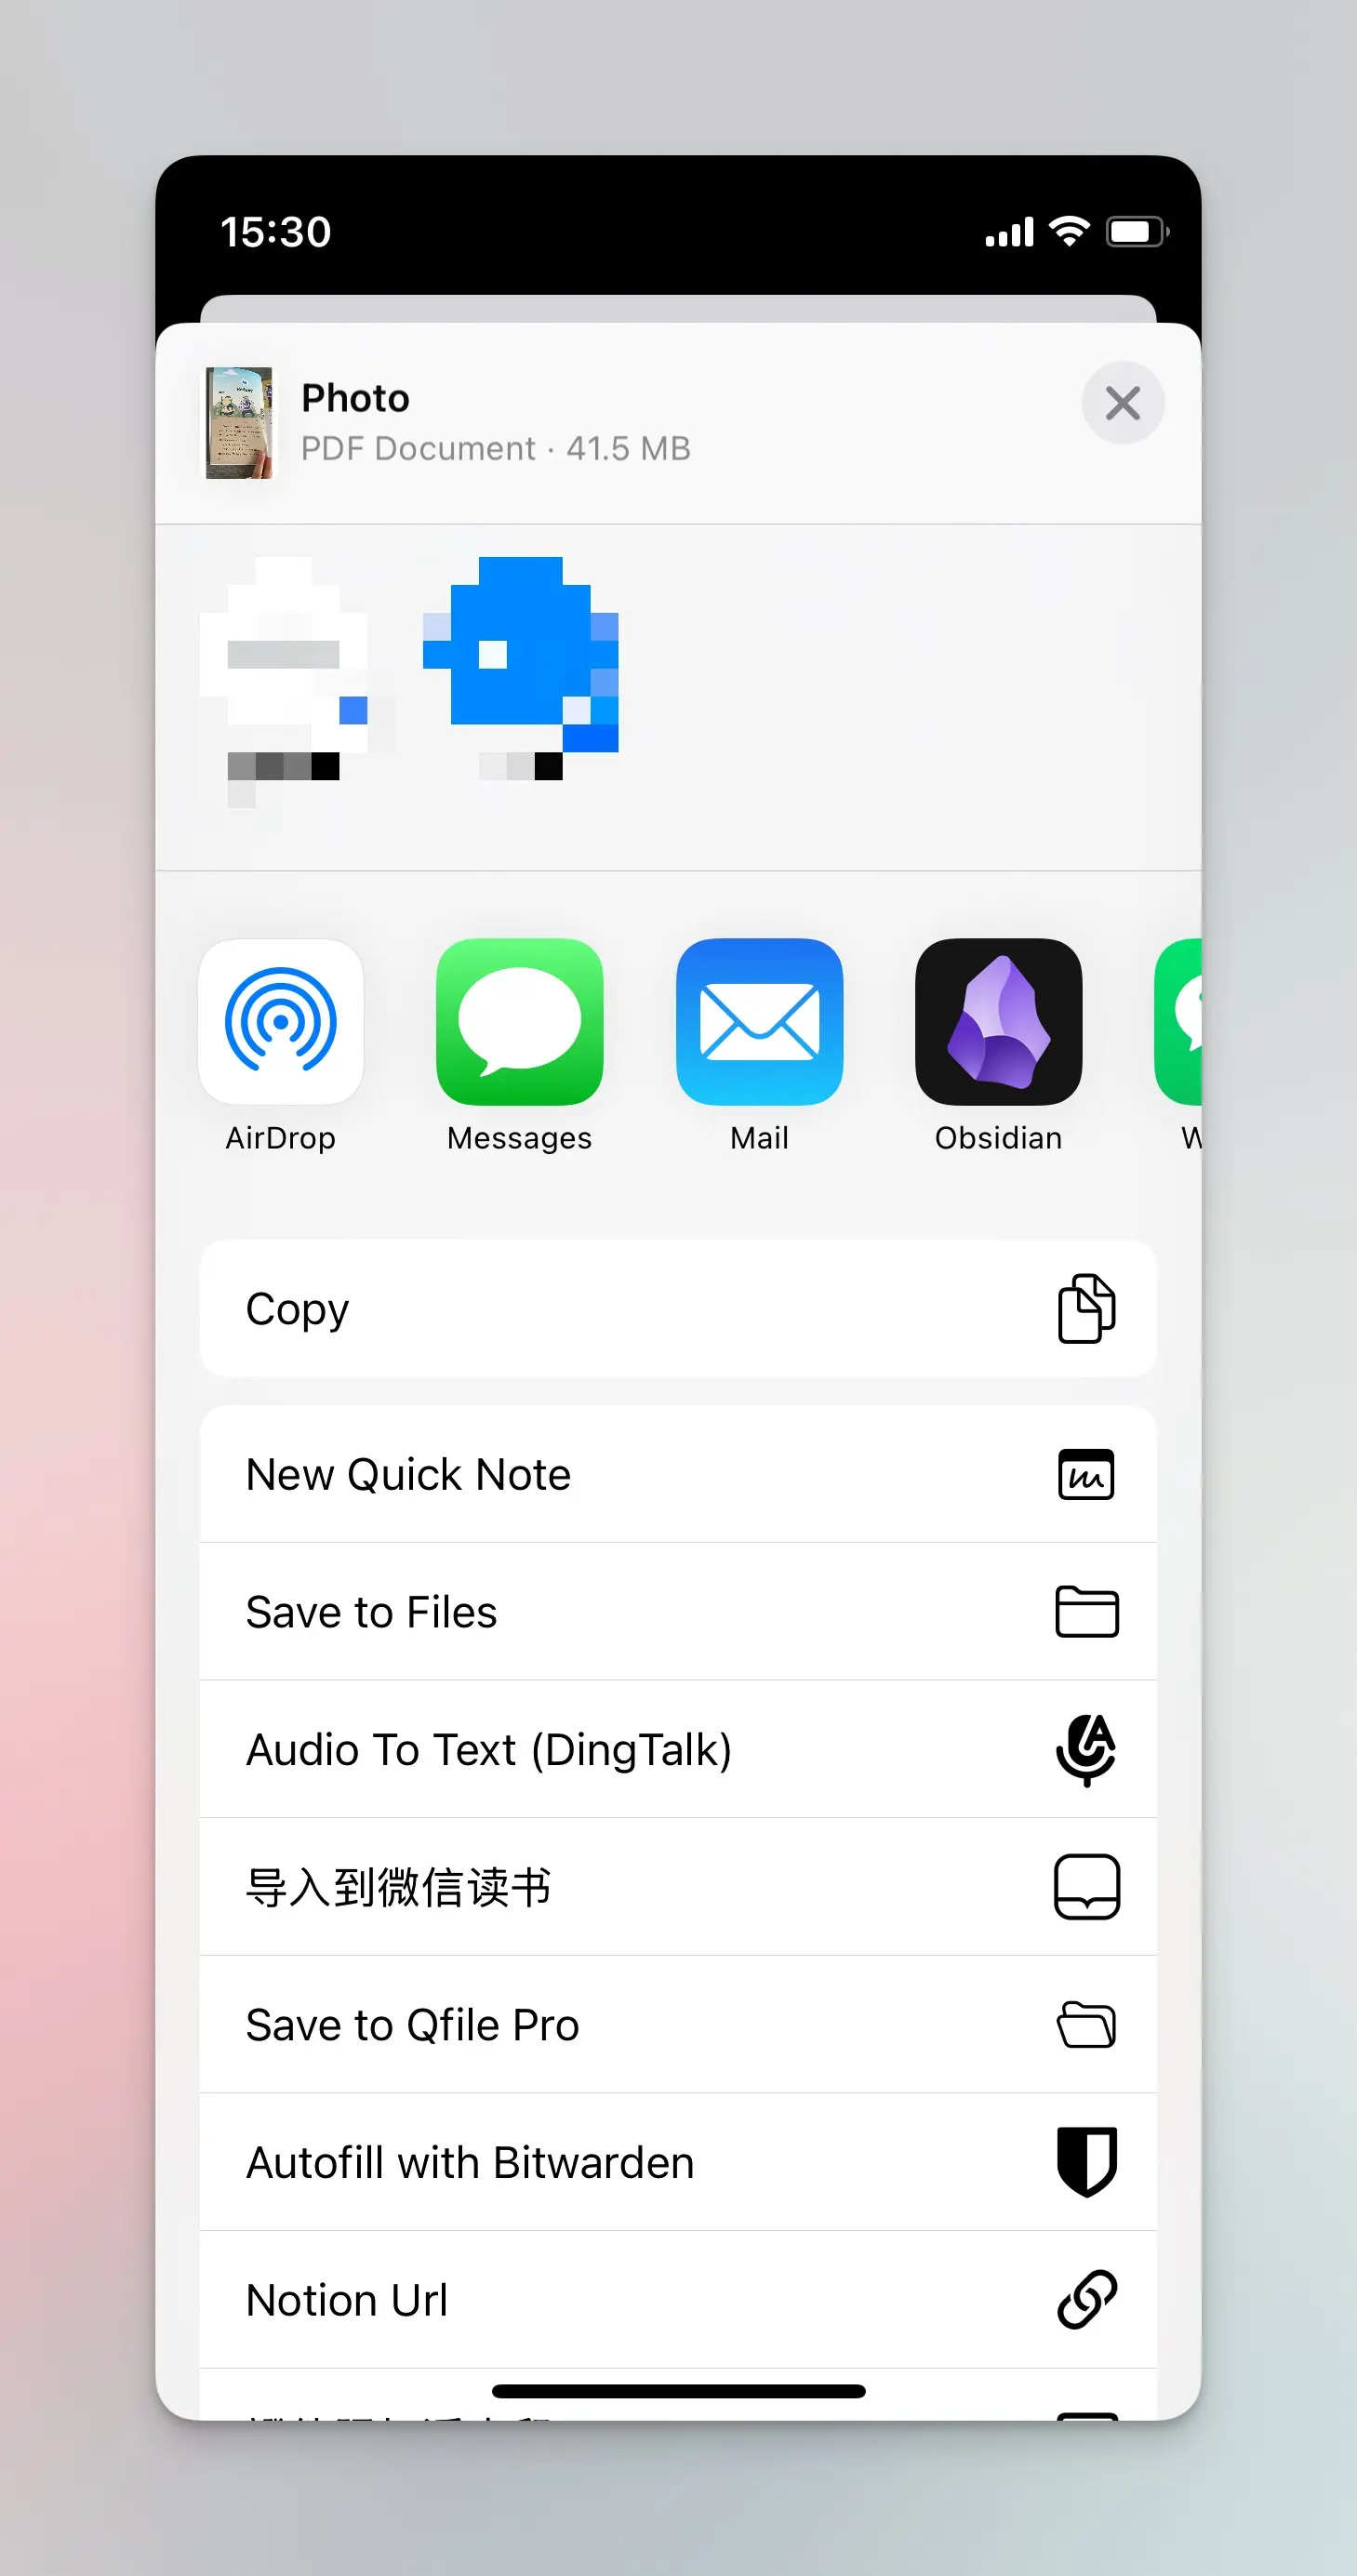 15:30
Photo
PDF Document · 41.5 MB
AirDrop
Messages
Mail
Obsidian
W
Copy
New Quick Note
Save to Files
Audio To Text (DingTalk)
导入到微信读书
Save to Qfile Pro
Autofill with Bitwarden
Notion Url